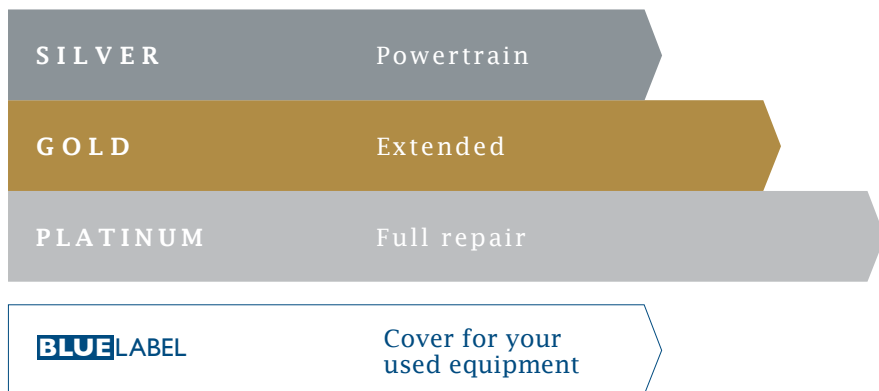 SILVER Powertrain
GOLD Extended
PLATINUM Full repair
BLUELABEL Cover for your
used equipment